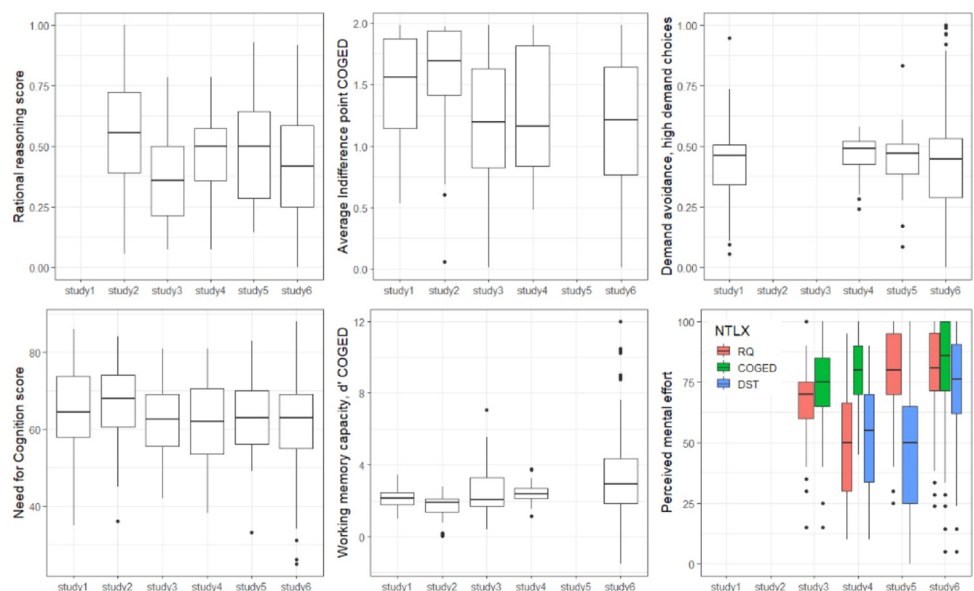 Rational reasoning score
1.00
0.75
0.50
0.25
0.00
study1 study2 study3 study4 study5 study6
Average Indifference point COGED
2.0
1.5
1.0
0.5
0.0
study1 study2 study3 study4 study5 study6
Demand avoidance, high demand choices
1.00
0.75
0.50
0.25
0.00
study1 study2 study3 study4 study5 study6
Need for Cognition score
80
60
40
study1 study2 study3 study4 study5 study6
Working memory capacity, d' COGED
12
8
4
2
0
study1 study2 study3 study4 study5 study6
Perceived mental effort
100
75
50
25
0
NTLX
RQ
COGED
DST
study1 study2 study3 study4 study5 study6